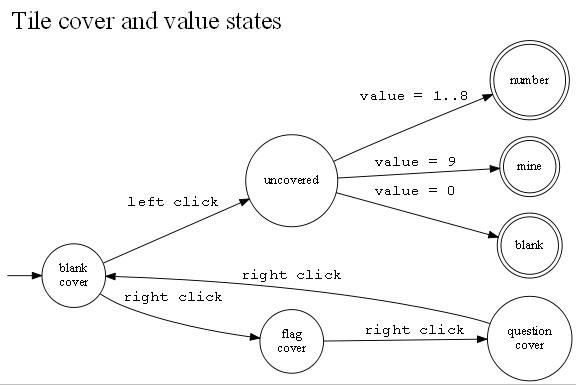 Tile cover and value states
number
value = 1..8
mine
value = 9
uncovered
value = 0
left click
blank
blank
cover
right click
right click
flag
cover
right click
question
cover